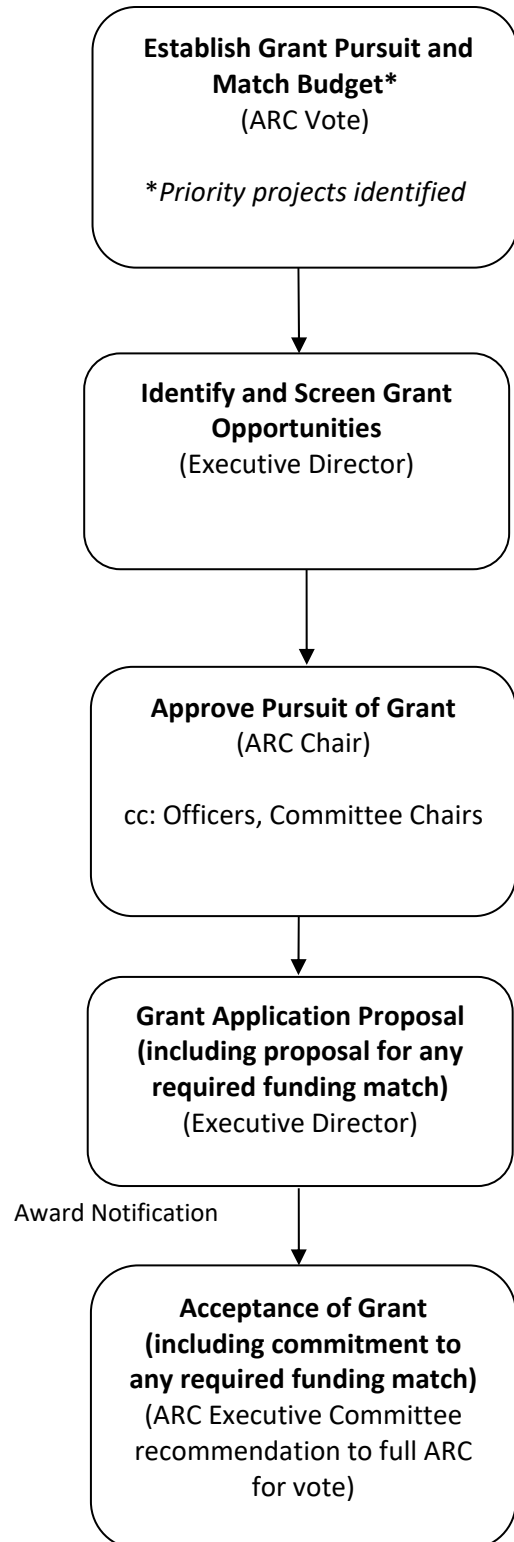 Establish Grant Pursuit and
Match Budget*
(ARC Vote)
*Priority projects identified
Identify and Screen Grant
Opportunities
(Executive Director)
Approve Pursuit of Grant
(ARC Chair)
cc: Officers, Committee Chairs
Grant Application Proposal
(including proposal for any
required funding match)
(Executive Director)
Award Notification
Acceptance of Grant
(including commitment to
any required funding match)
(ARC Executive Committee
recommendation to full ARC
for vote)